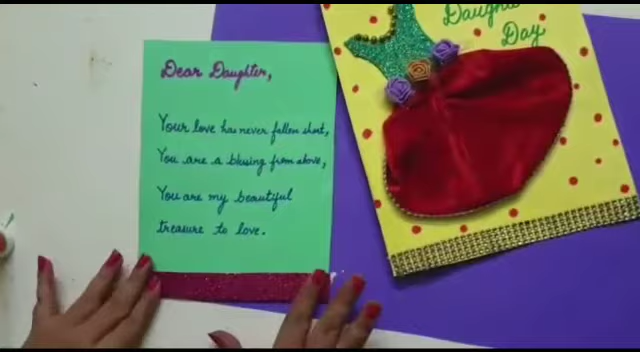 Dear Daughter,
Your love has never fallen short,
You are a blessing from above,
You are my beautiful
treasure to love.
Day